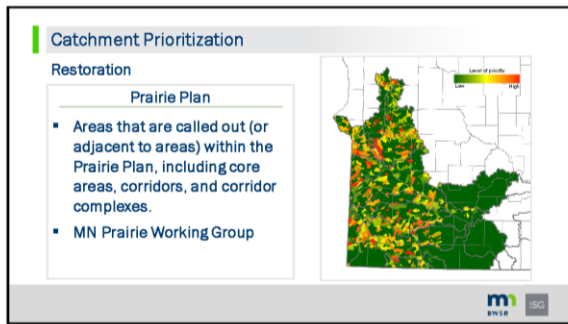 Catchment Prioritization
Restoration
Prairie Plan
▪ Areas that are called out (or
adjacent to areas) within the
Prairie Plan, including core
areas, corridors, and corridor
complexes.
▪ MN Prairie Working Group
Level of priority
Low High
mn
BWSR
ISG